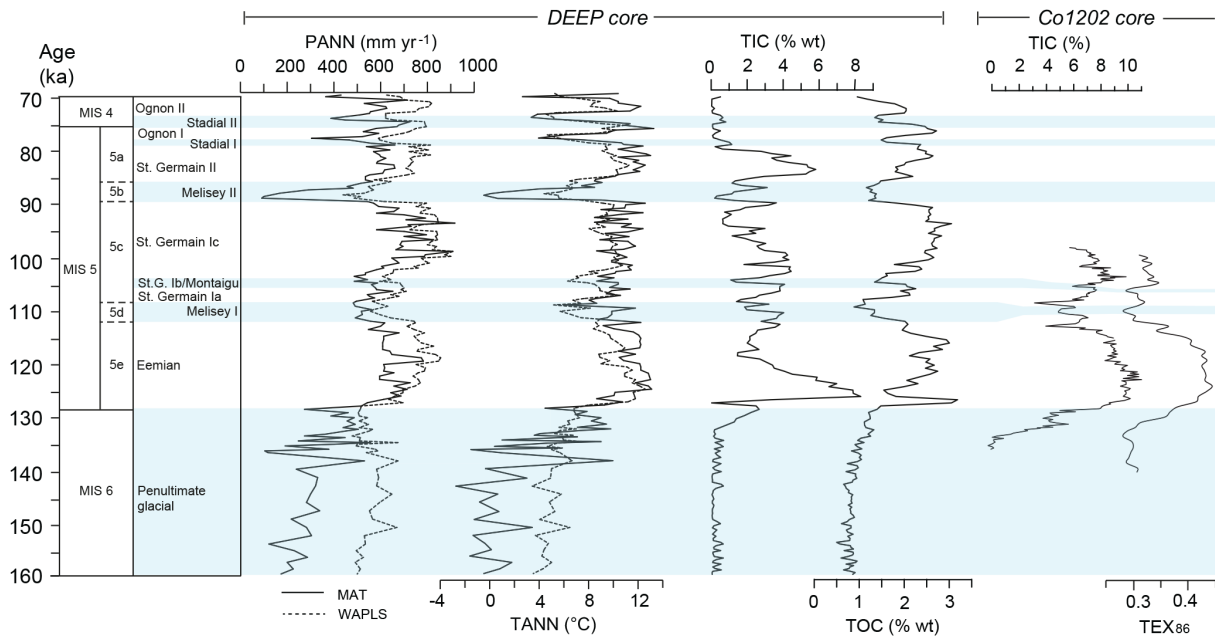 DEEP core
Co1202 core
PANN (mm yr-1)
TIC (% wt)
TIC (%)
Age
(ka)
0 200 400 600 800 1000
0 2 4 6 8
0 2 4 6 8 10
70
80
90
100
110
120
130
140
150
160
MIS 4
MIS 5
MIS 6
5a
5b
5c
5d
5e
Ognon II
Stadial II
Ognon I
Stadial I
St. Germain II
Melisey II
St. Germain Ic
St.G. Ib/Montaigu
St. Germain Ia
Melisey I
Eemian
Penultimate
glacial
MAT
WAPLS
-4 0 4 8 12
TANN (°C)
0 1 2 3
TOC (% wt)
0.3 0.4
TEX86